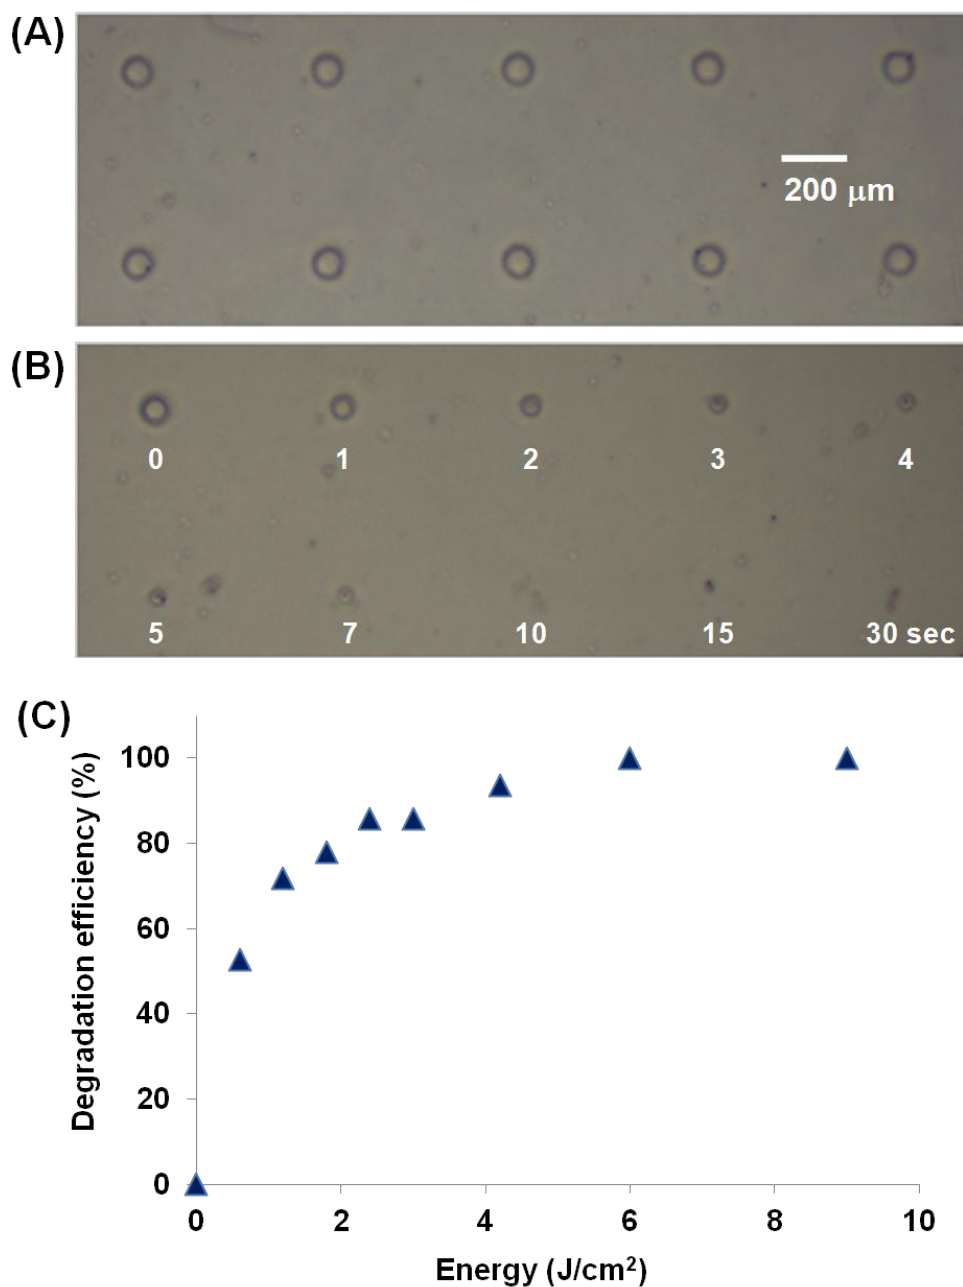 (A)
200 μm
(B)
0 1 2 3 4
5 7 10 15 30 sec
(C)
Degradation efficiency (%)
100
80
60
40
20
0
0 2 4 6 8 10
Energy (J/cm²)